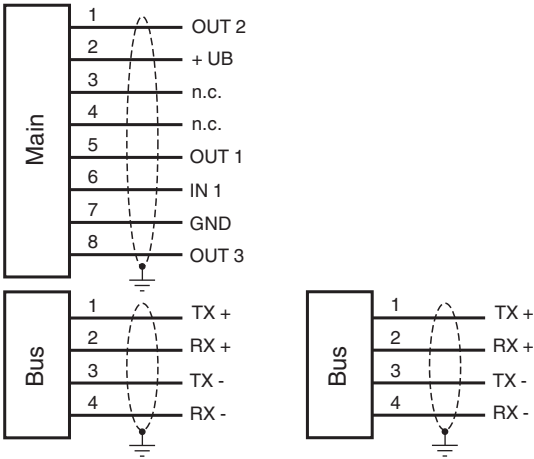 Main
1 OUT 2
2 + UB
3 n.c.
4 n.c.
5 OUT 1
6 IN 1
7 GND
8 OUT 3
Bus
1 TX +
2 RX +
3 TX -
4 RX -
Bus
1 TX +
2 RX +
3 TX -
4 RX -